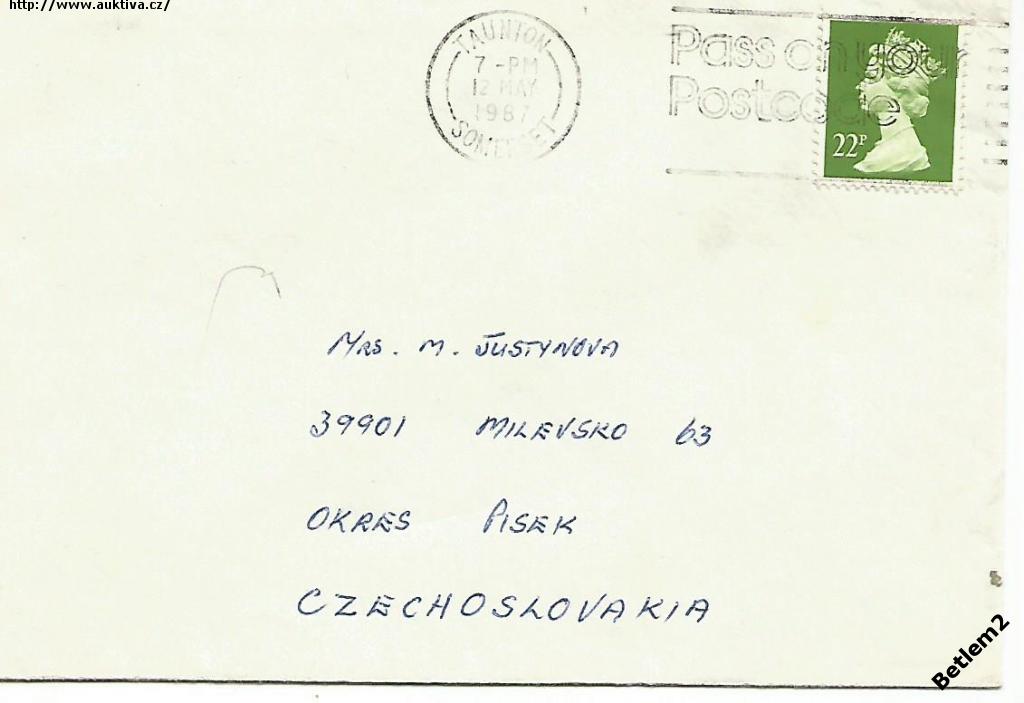 http://www.auktiva.cz/
TAUNTON
7-PM
12 MAY
1987
SOMERSET
Pass on your
Postcode
22P
Mrs. M. JUSTYNOVA
39901 MILEVSKO 63
OKRES PISEK
CZECHOSLOVAKIA
Betlem2